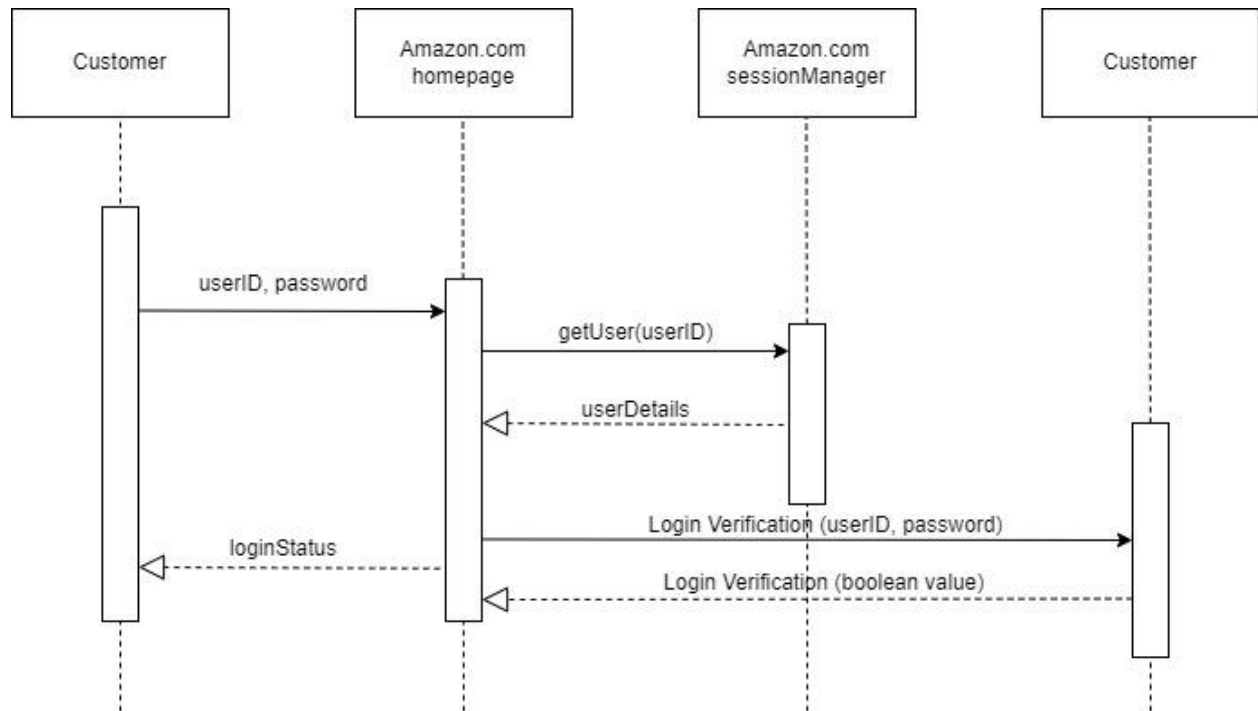 Customer
Amazon.com
homepage
Amazon.com
sessionManager
Customer
userID, password
getUser(userID)
userDetails
Login Verification (userID, password)
loginStatus
Login Verification (boolean value)